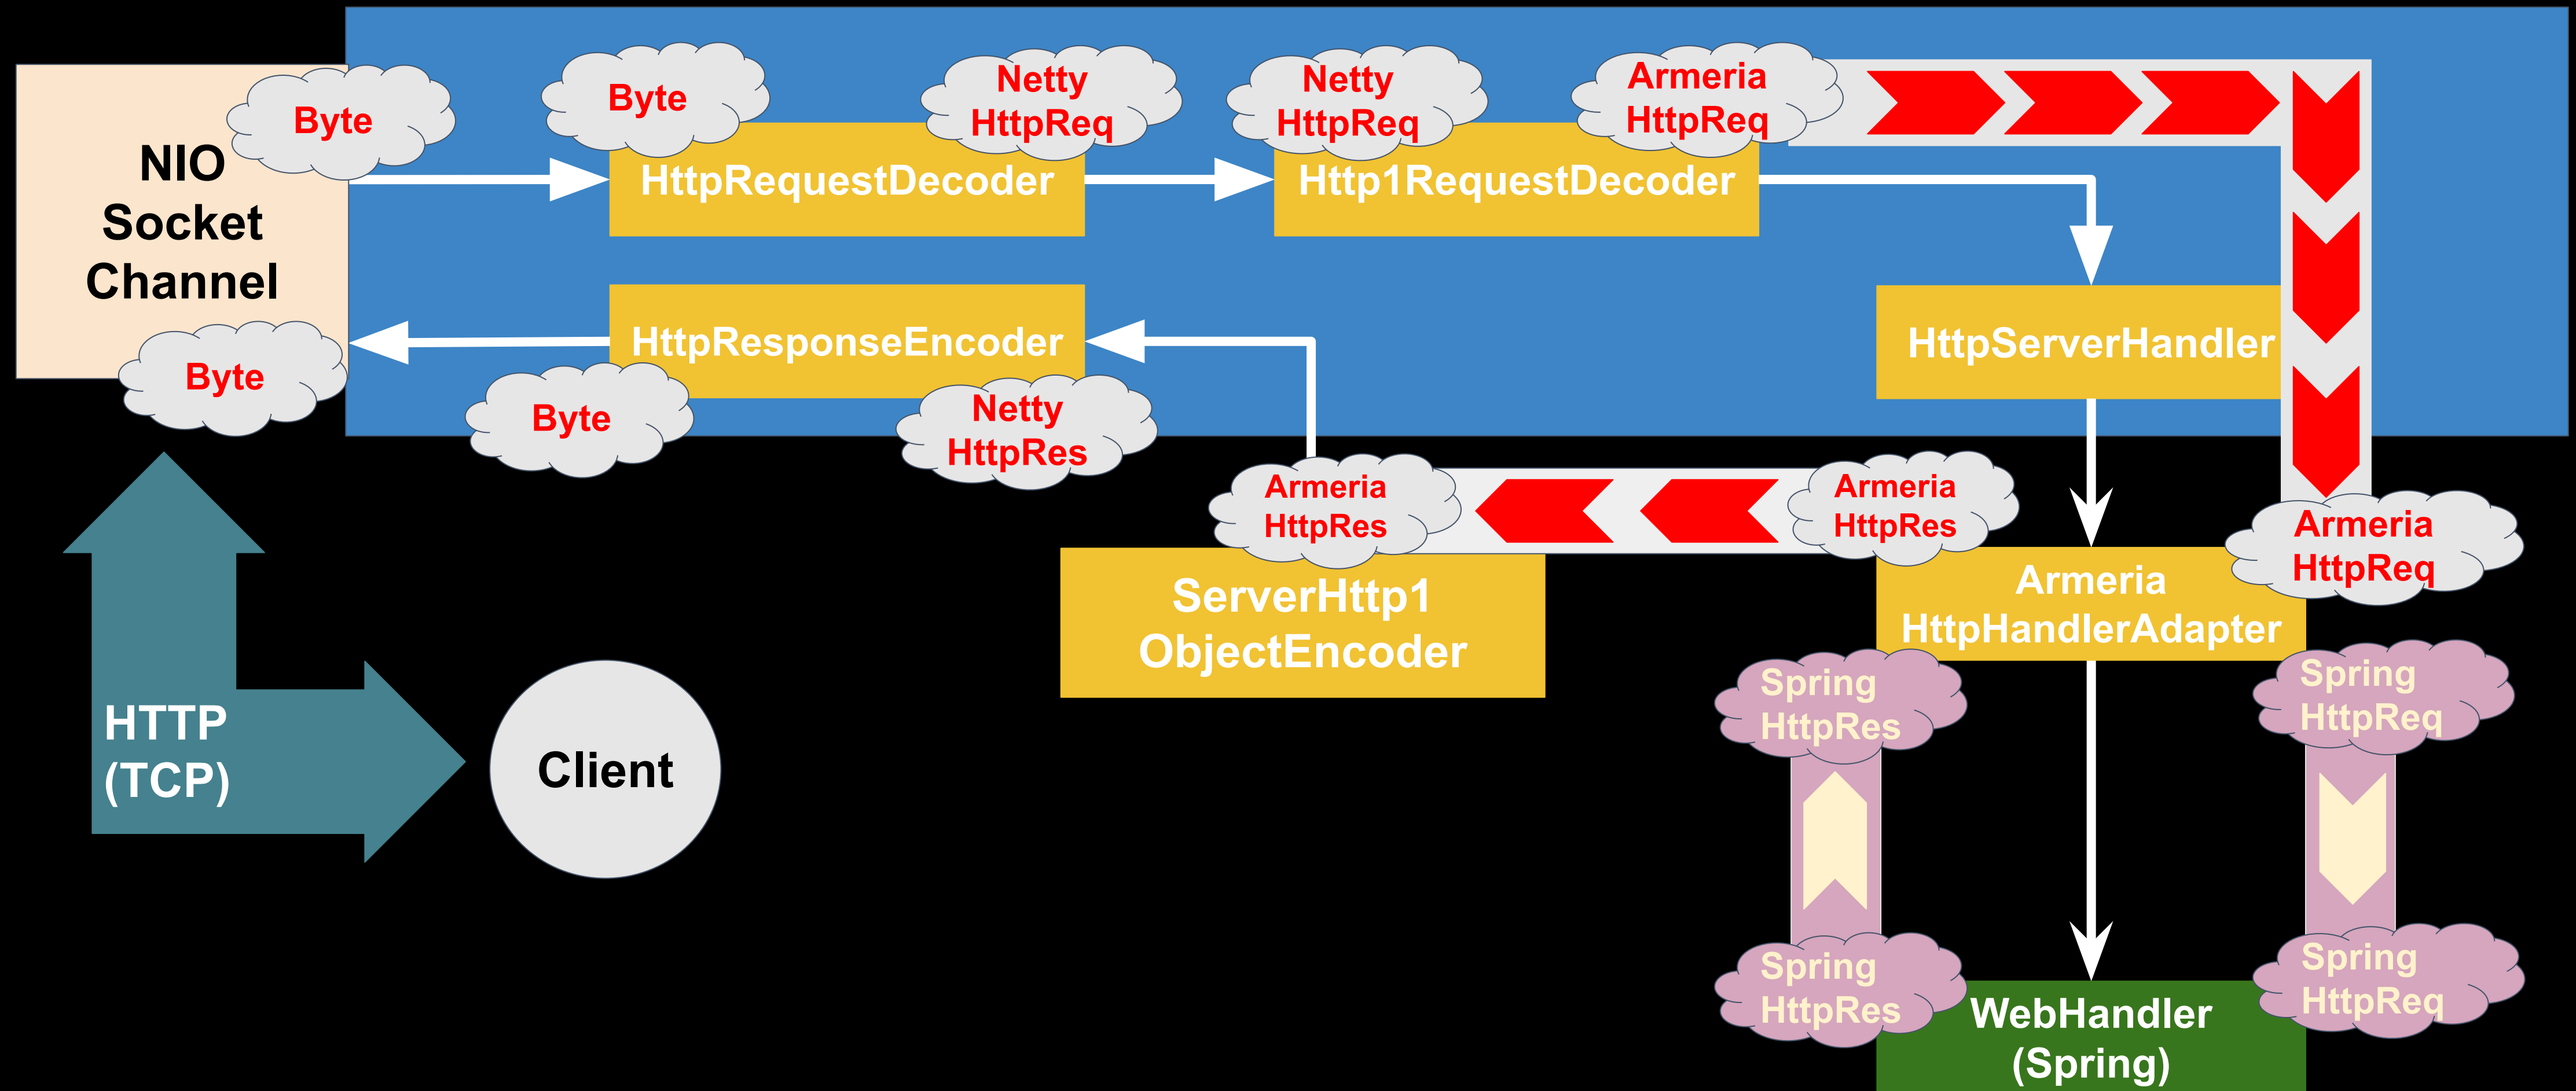 Byte
NIO
Socket
Channel
Byte
Byte
Netty
HttpReq
HttpRequestDecoder
Netty
HttpReq
Armeria
HttpReq
Http1RequestDecoder
HttpResponseEncoder
Byte
Netty
HttpRes
HttpServerHandler
Armeria
HttpRes
Armeria
HttpRes
Armeria
HttpReq
ServerHttp1
ObjectEncoder
Armeria
HttpHandlerAdapter
Spring
HttpRes
Spring
HttpReq
HTTP
(TCP)
Client
Spring
HttpRes
Spring
HttpReq
WebHandler
(Spring)